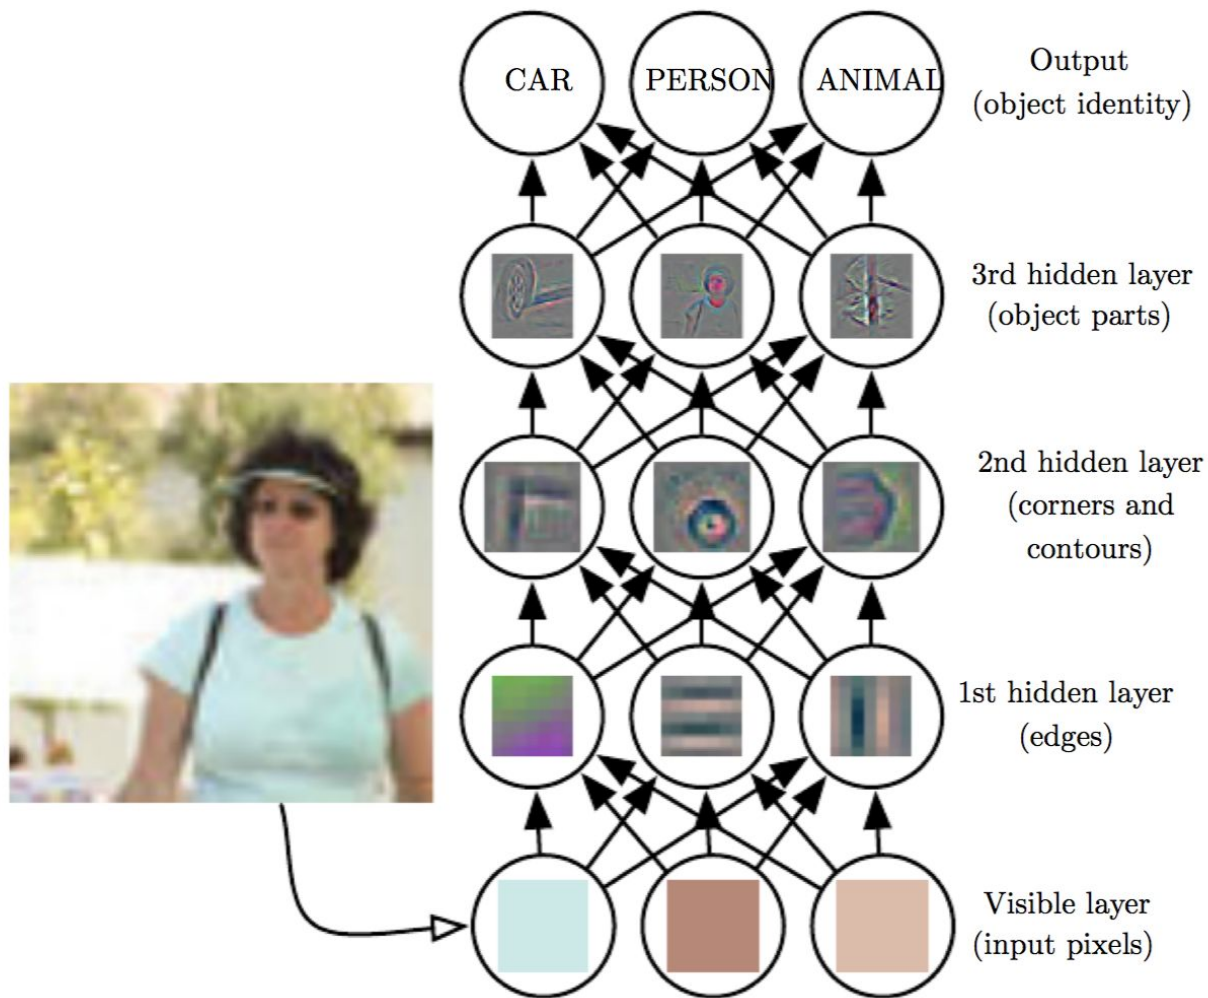 CAR PERSON ANIMAL
Output
(object identity)
3rd hidden layer
(object parts)
2nd hidden layer
(corners and
contours)
1st hidden layer
(edges)
Visible layer
(input pixels)